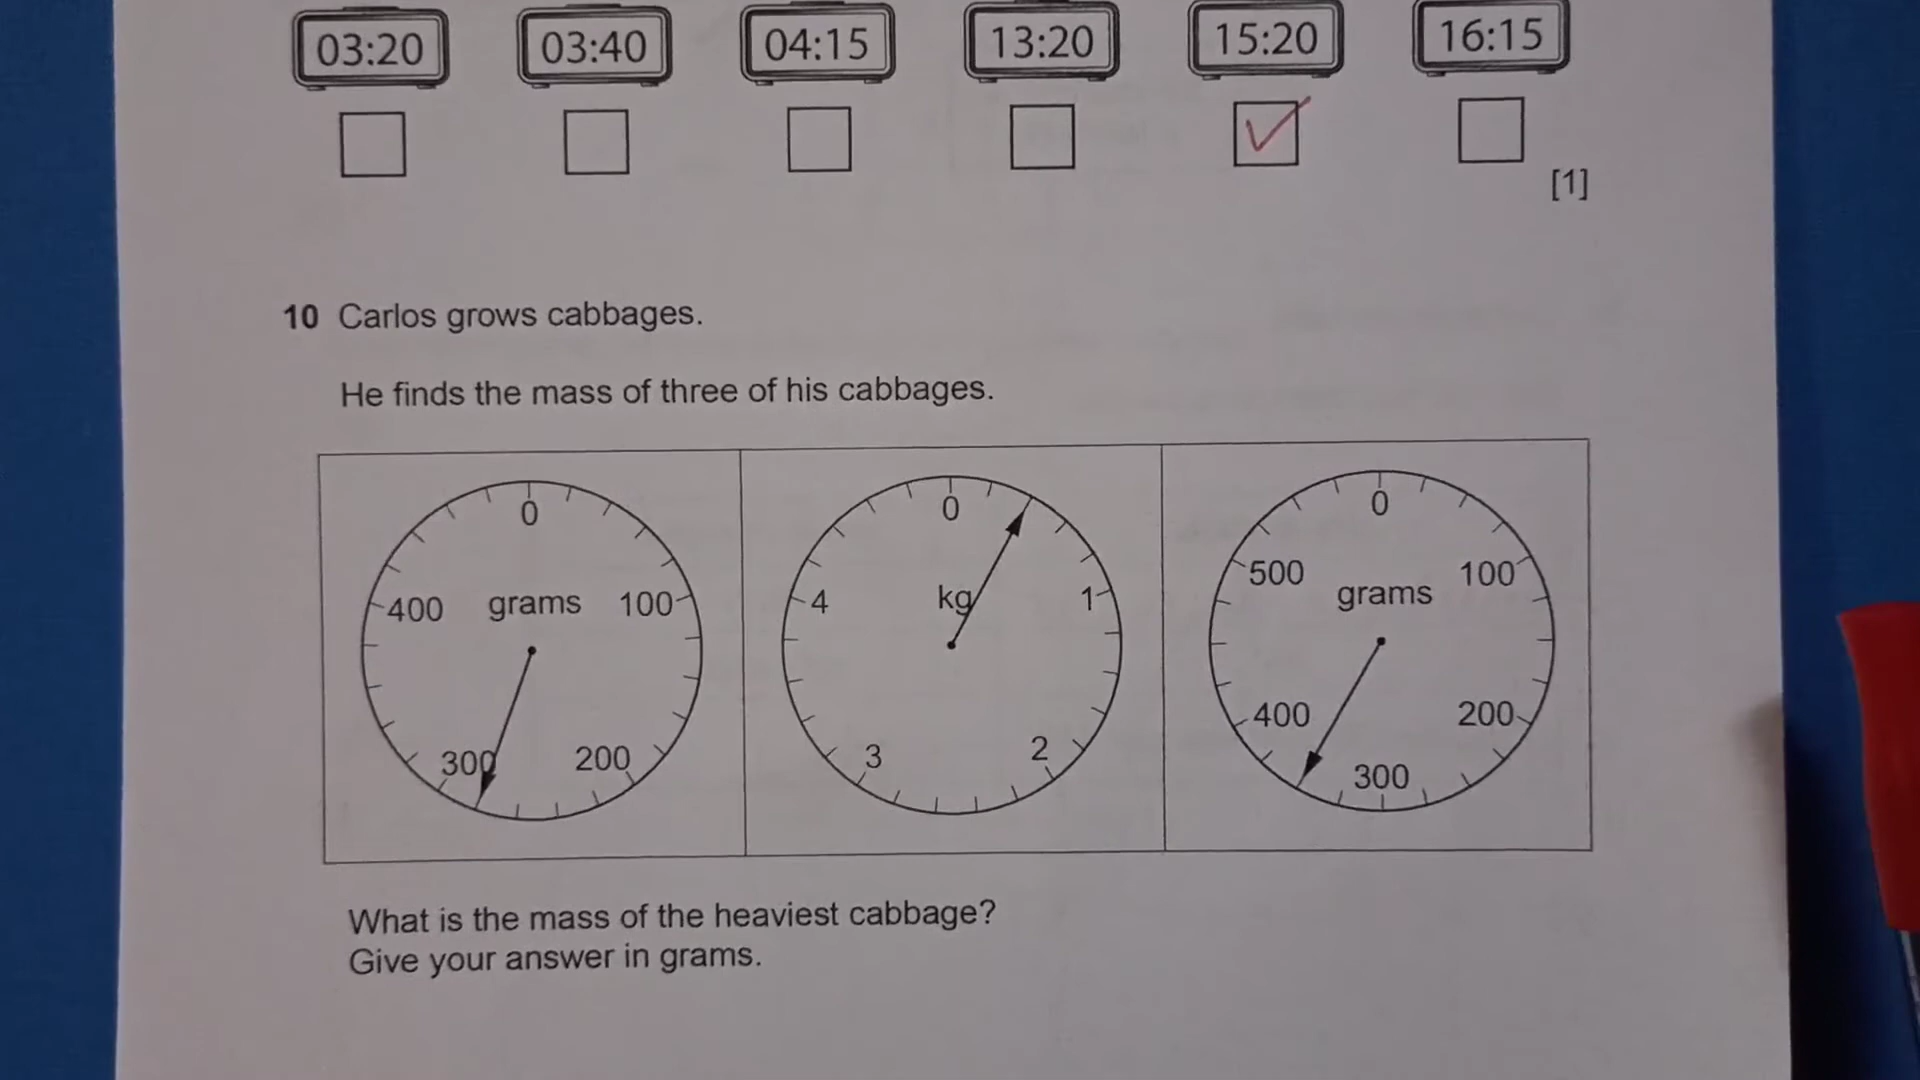 03:20 03:40 04:15 13:20 15:20 16:15
[1]
10 Carlos grows cabbages.
He finds the mass of three of his cabbages.
0
400 grams 100
300 200
0
4 kg 1
3 2
0
500 grams 100
400 200
300
What is the mass of the heaviest cabbage?
Give your answer in grams.